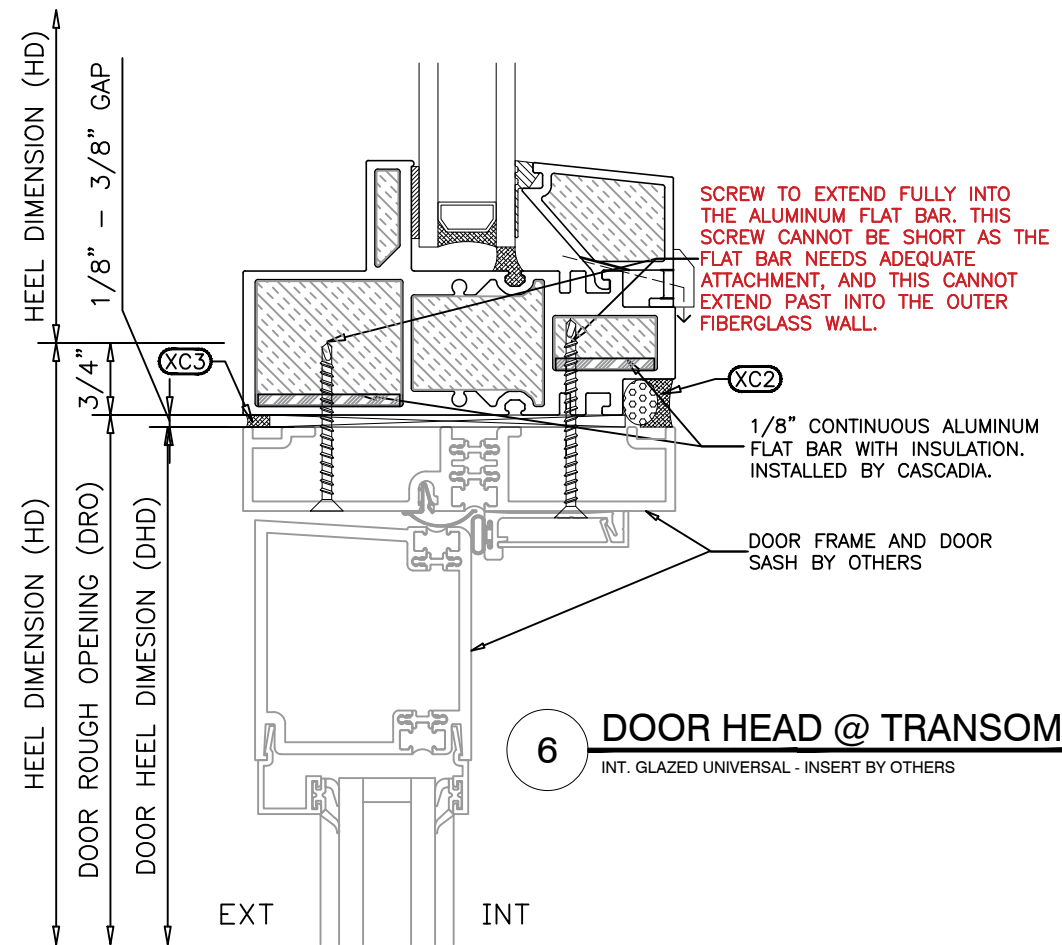 HEEL DIMENSION (HD)
1/8" - 3/8" GAP
3/4"
HEEL DIMENSION (HD)
DOOR ROUGH OPENING (DRO)
DOOR HEEL DIMESION (DHD)
XC3
SCREW TO EXTEND FULLY INTO
THE ALUMINUM FLAT BAR. THIS
SCREW CANNOT BE SHORT AS THE
FLAT BAR NEEDS ADEQUATE
ATTACHMENT, AND THIS CANNOT
EXTEND PAST INTO THE OUTER
FIBERGLASS WALL.
XC2
1/8" CONTINUOUS ALUMINUM
FLAT BAR WITH INSULATION.
INSTALLED BY CASCADIA.
DOOR FRAME AND DOOR
SASH BY OTHERS
6
DOOR HEAD @ TRANSOM
INT. GLAZED UNIVERSAL - INSERT BY OTHERS
EXT
INT